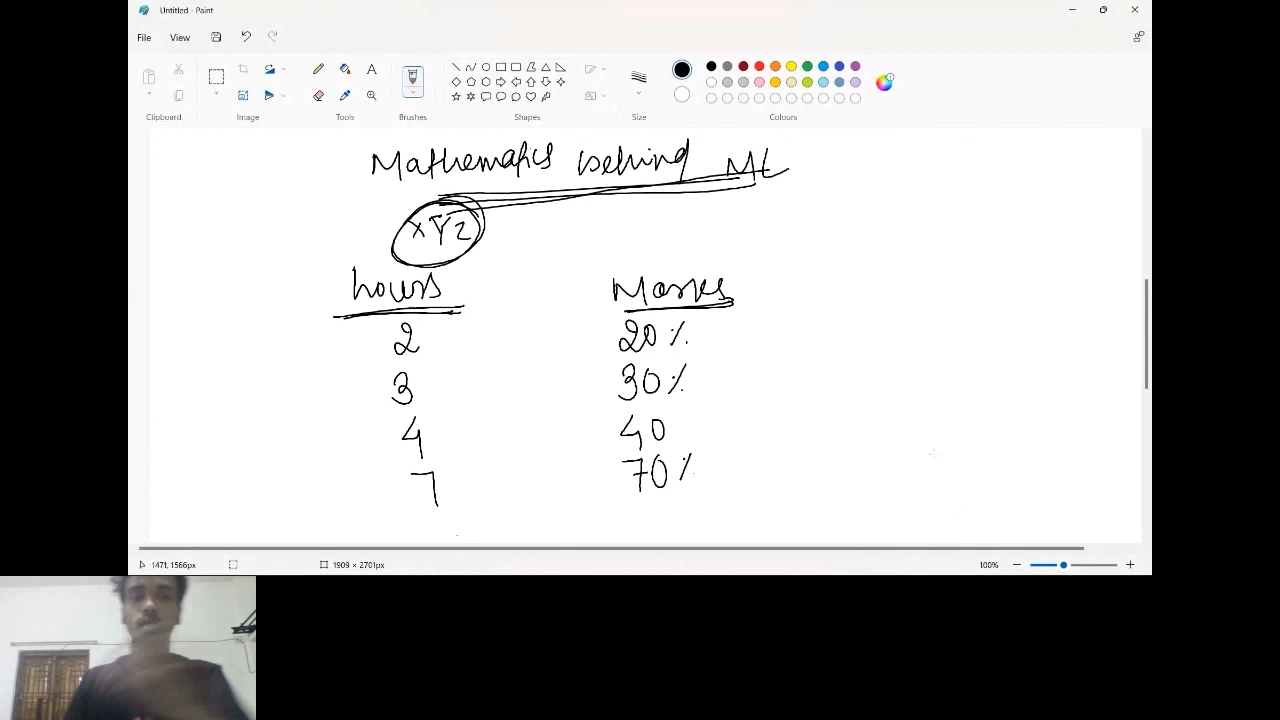 Untitled - Paint
File View
Clipboard Image Tools Brushes Shapes Size Colours
Mathematics behind ML
XYZ
hours Marks
2 20%
3 30%
4 40
7 70%
1471, 1566px 1909 × 2701px 100%